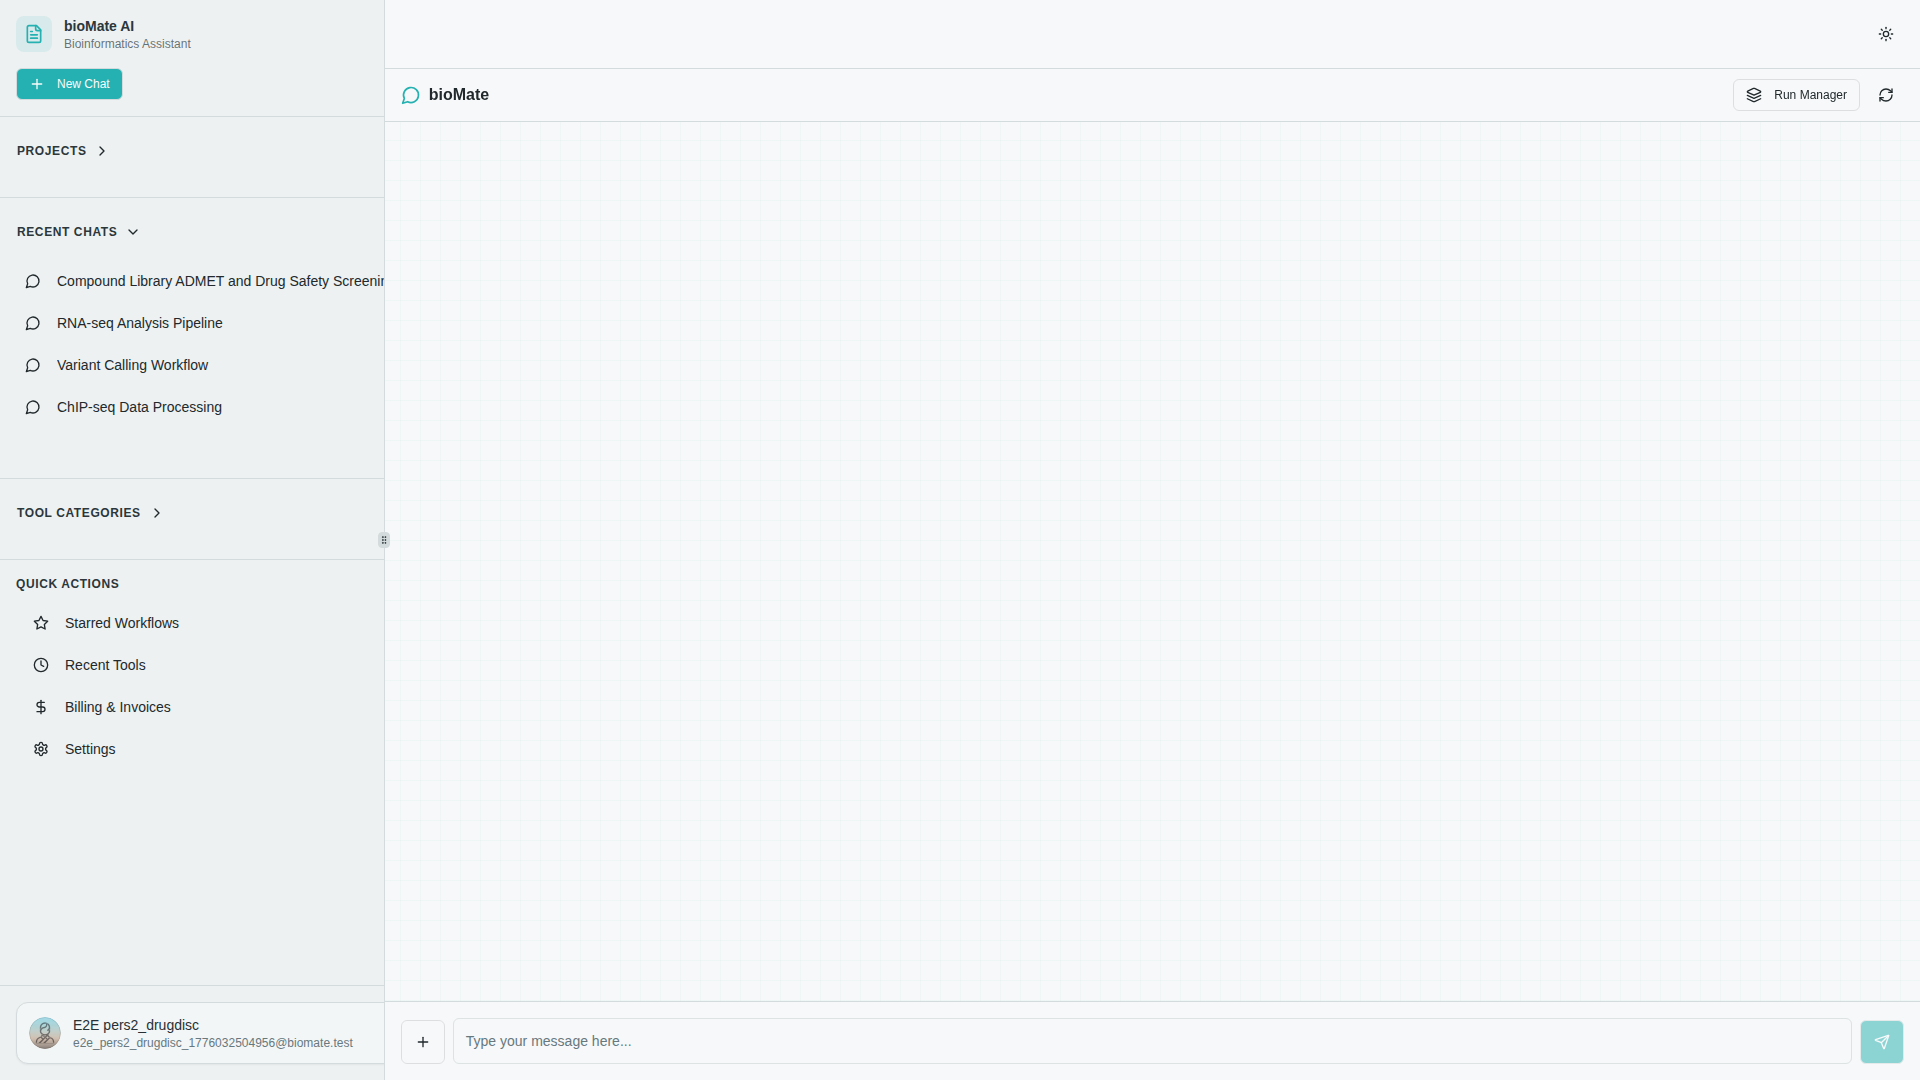 bioMate AI
Bioinformatics Assistant
New Chat
PROJECTS
RECENT CHATS
Compound Library ADMET and Drug Safety
RNA-seq Analysis Pipeline
Variant Calling Workflow
ChIP-seq Data Processing
TOOL CATEGORIES
QUICK ACTIONS
Starred Workflows
Recent Tools
Billing & Invoices
Settings
E2E pers2_drugdisc
e2e_pers2_drugdisc_1776032504956@biomate.test
bioMate
Run Manager
Type your message here...